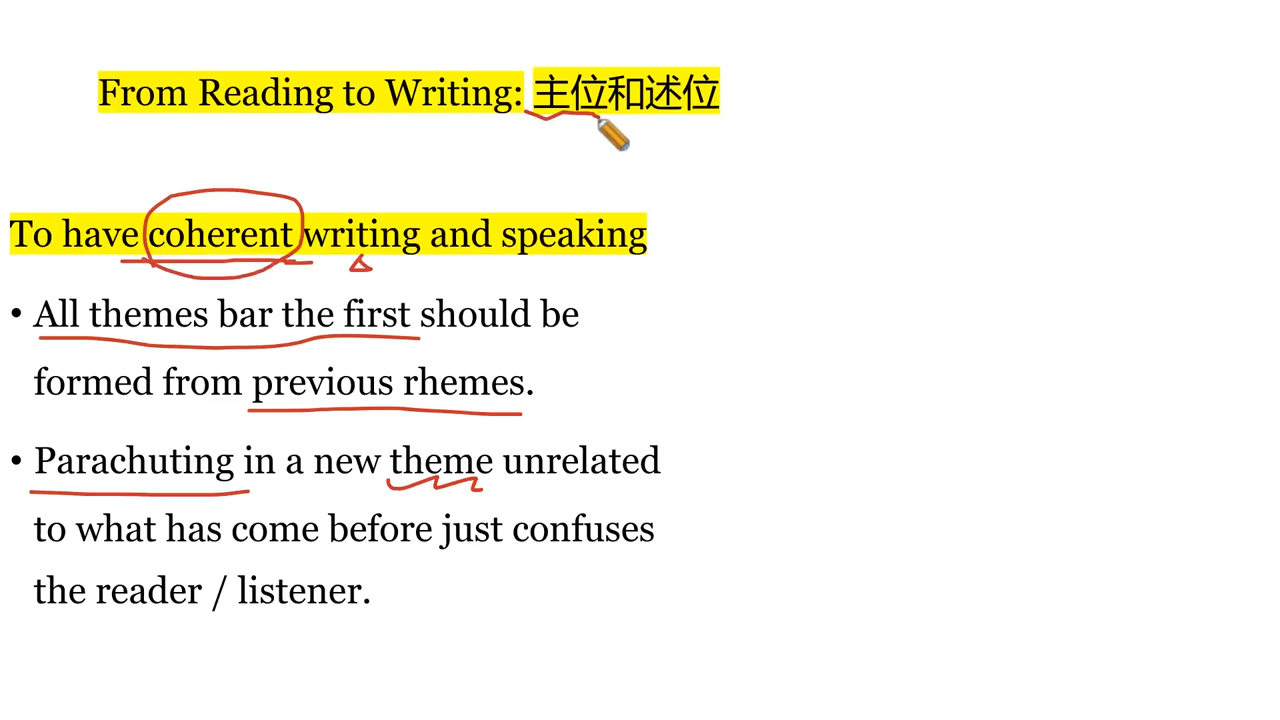 From Reading to Writing: 主位和述位
To have coherent writing and speaking
• All themes bar the first should be
formed from previous rhemes.
• Parachuting in a new theme unrelated
to what has come before just confuses
the reader / listener.